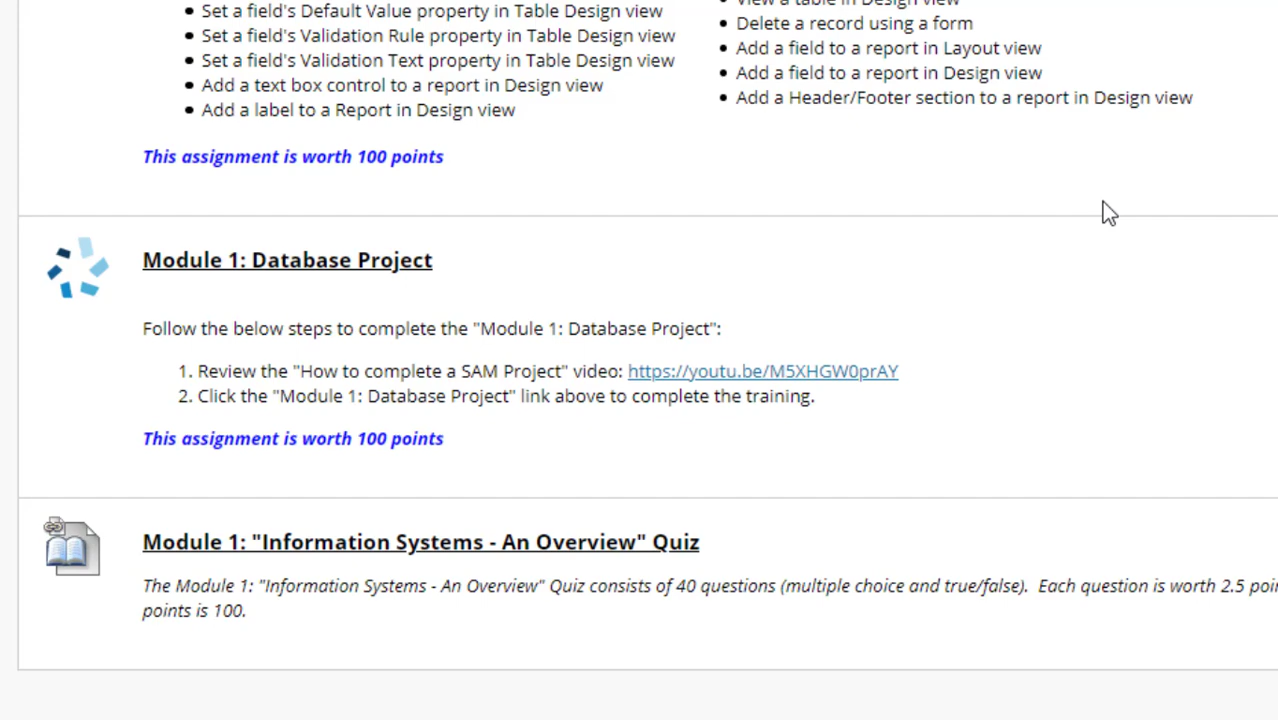 • Set a field's Default Value property in Table Design view
• Set a field's Validation Rule property in Table Design view
• Set a field's Validation Text property in Table Design view
• Add a text box control to a report in Design view
• Add a label to a Report in Design view
View a table in Design view
• Delete a record using a form
• Add a field to a report in Layout view
• Add a field to a report in Design view
• Add a Header/Footer section to a report in Design view
This assignment is worth 100 points
Module 1: Database Project
Follow the below steps to complete the "Module 1: Database Project":
1. Review the "How to complete a SAM Project" video: https://youtu.be/M5XHGW0prAY
2. Click the "Module 1: Database Project" link above to complete the training.
This assignment is worth 100 points
Module 1: "Information Systems - An Overview" Quiz
The Module 1: "Information Systems - An Overview" Quiz consists of 40 questions (multiple choice and true/false). Each question is worth 2.5
points is 100.